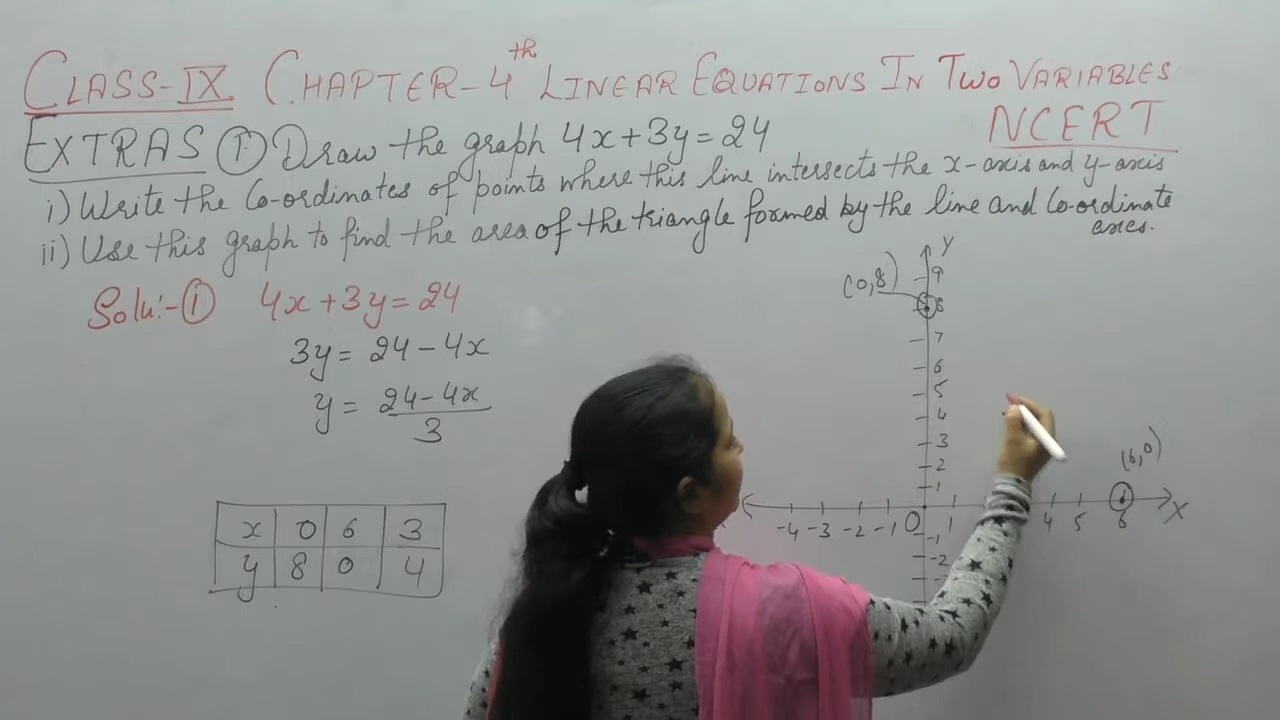 CLASS-IX CHAPTER-4th LINEAR EQUATIONS IN TWO VARIABLES
NCERT
EXTRAS ① Draw the graph 4x+3y=24
i) Write the Co-ordinates of points where this line intersects the x-axis and y-axis
ii) Use this graph to find the area of the triangle formed by the line and Co-ordinate
axes.
Solu:-① 4x+3y=24
3y= 24-4x
y= 24-4x
3
x 0 6 3
y 8 0 4
Y
9
(0,8) 8
7
6
5
4
3
2
1
(6,0)
-4 -3 -2 -1 0 1 4 5 6 X
-1
-2